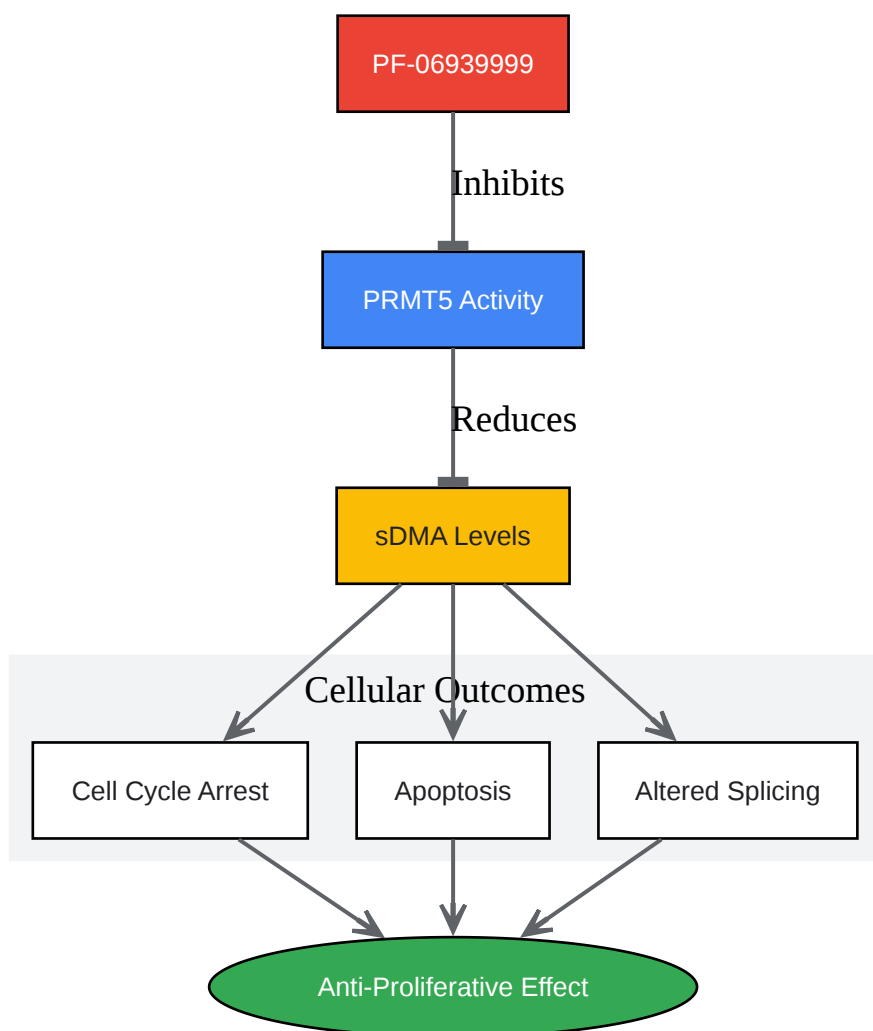 PF-06939999
Inhibits
PRMT5 Activity
Reduces
sDMA Levels
Cellular Outcomes
Cell Cycle Arrest
Apoptosis
Altered Splicing
Anti-Proliferative Effect